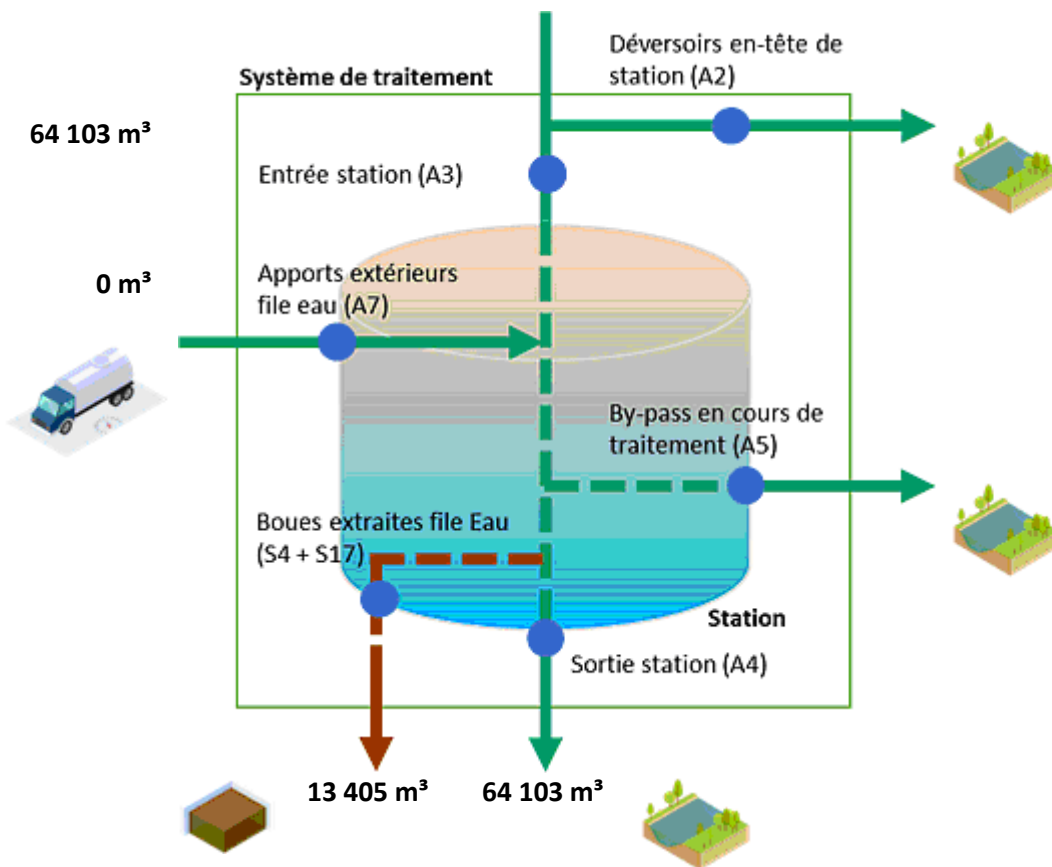 Déversoirs en-tête de
station (A2)
Système de traitement
64 103 m³
Entrée station (A3)
0 m³
Apports extérieurs
file eau (A7)
By-pass en cours de
traitement (A5)
Boues extraites file Eau
(S4 + S17)
Station
Sortie station (A4)
13 405 m³
64 103 m³